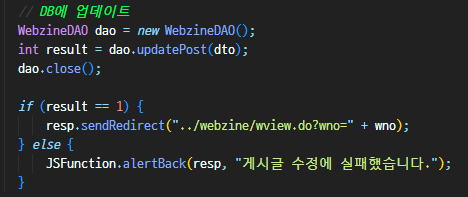 // DB에 업데이트
WebzineDAO dao = new WebzineDAO();
int result = dao.updatePost(dto);
dao.close();
if (result == 1) {
resp.sendRedirect("../webzine/wview.do?wno=" + wno);
} else {
JSFunction.alertBack(resp, "게시글 수정에 실패했습니다.");
}